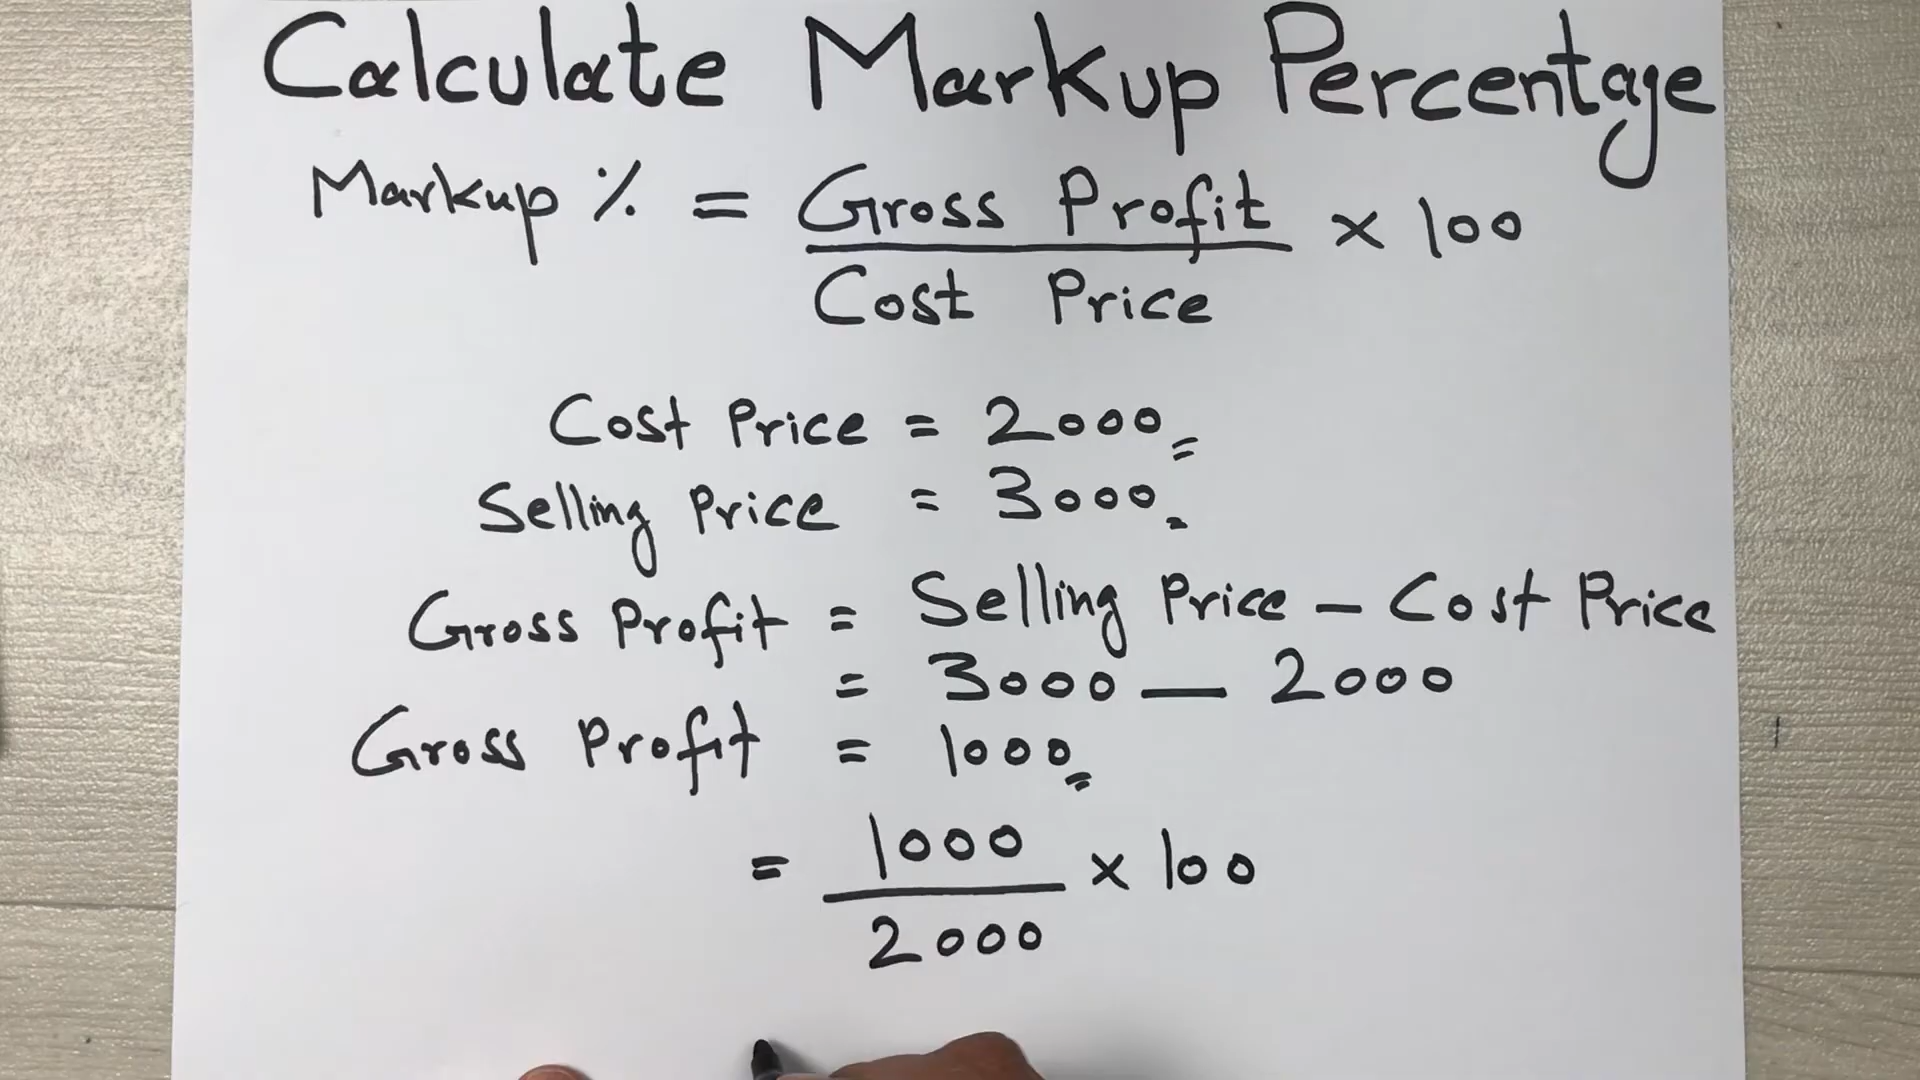 Calculate Markup Percentage
Markup % = Gross Profit / Cost Price × 100
Cost Price = 2000
Selling Price = 3000
Gross Profit = Selling Price - Cost Price
= 3000 - 2000
Gross Profit = 1000
= 1000 / 2000 × 100